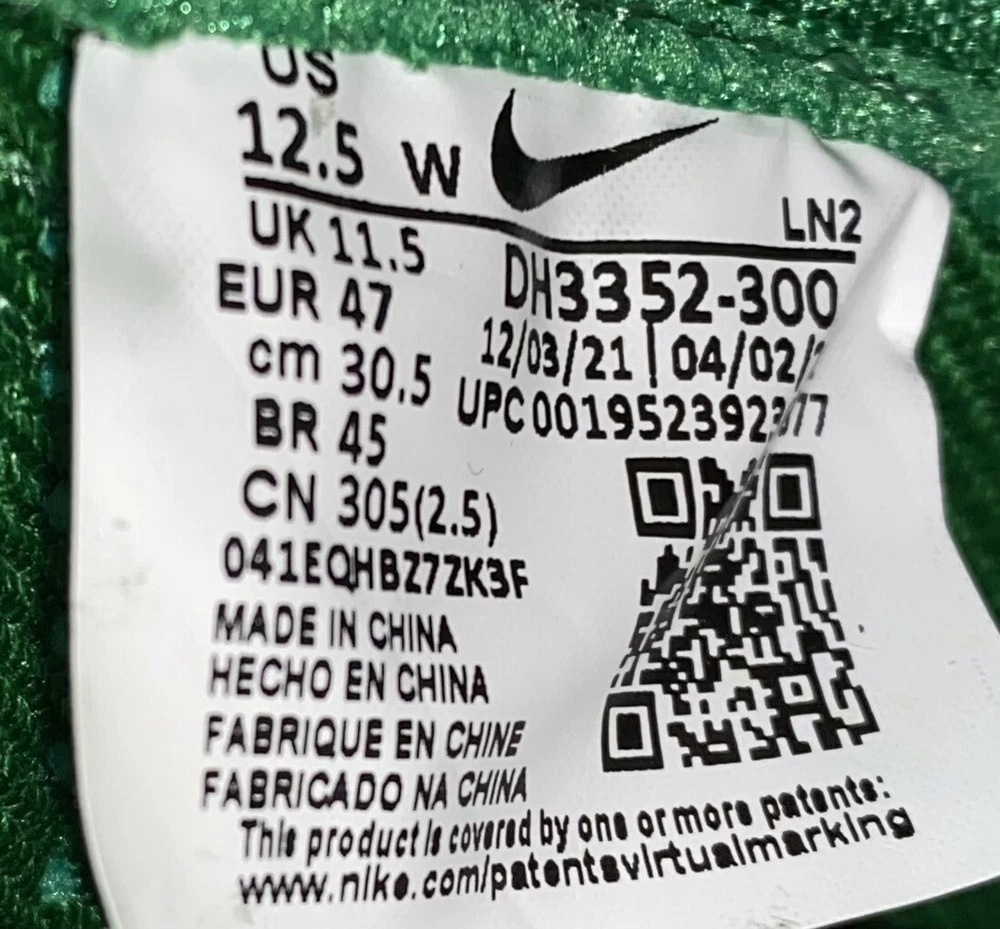 US
12.5 W
LN2
UK 11.5
DH3352-300
EUR 47
12/03/21 | 04/02/
cm 30.5
BR 45
CN 305(2.5)
041EQHBZ7ZK3F
MADE IN CHINA
HECHO EN CHINA
FABRIQUE EN CHINE
FABRICADO NA CHINA
This product is covered by one or more patents:
www.nike.com/patentsvirtualmarking